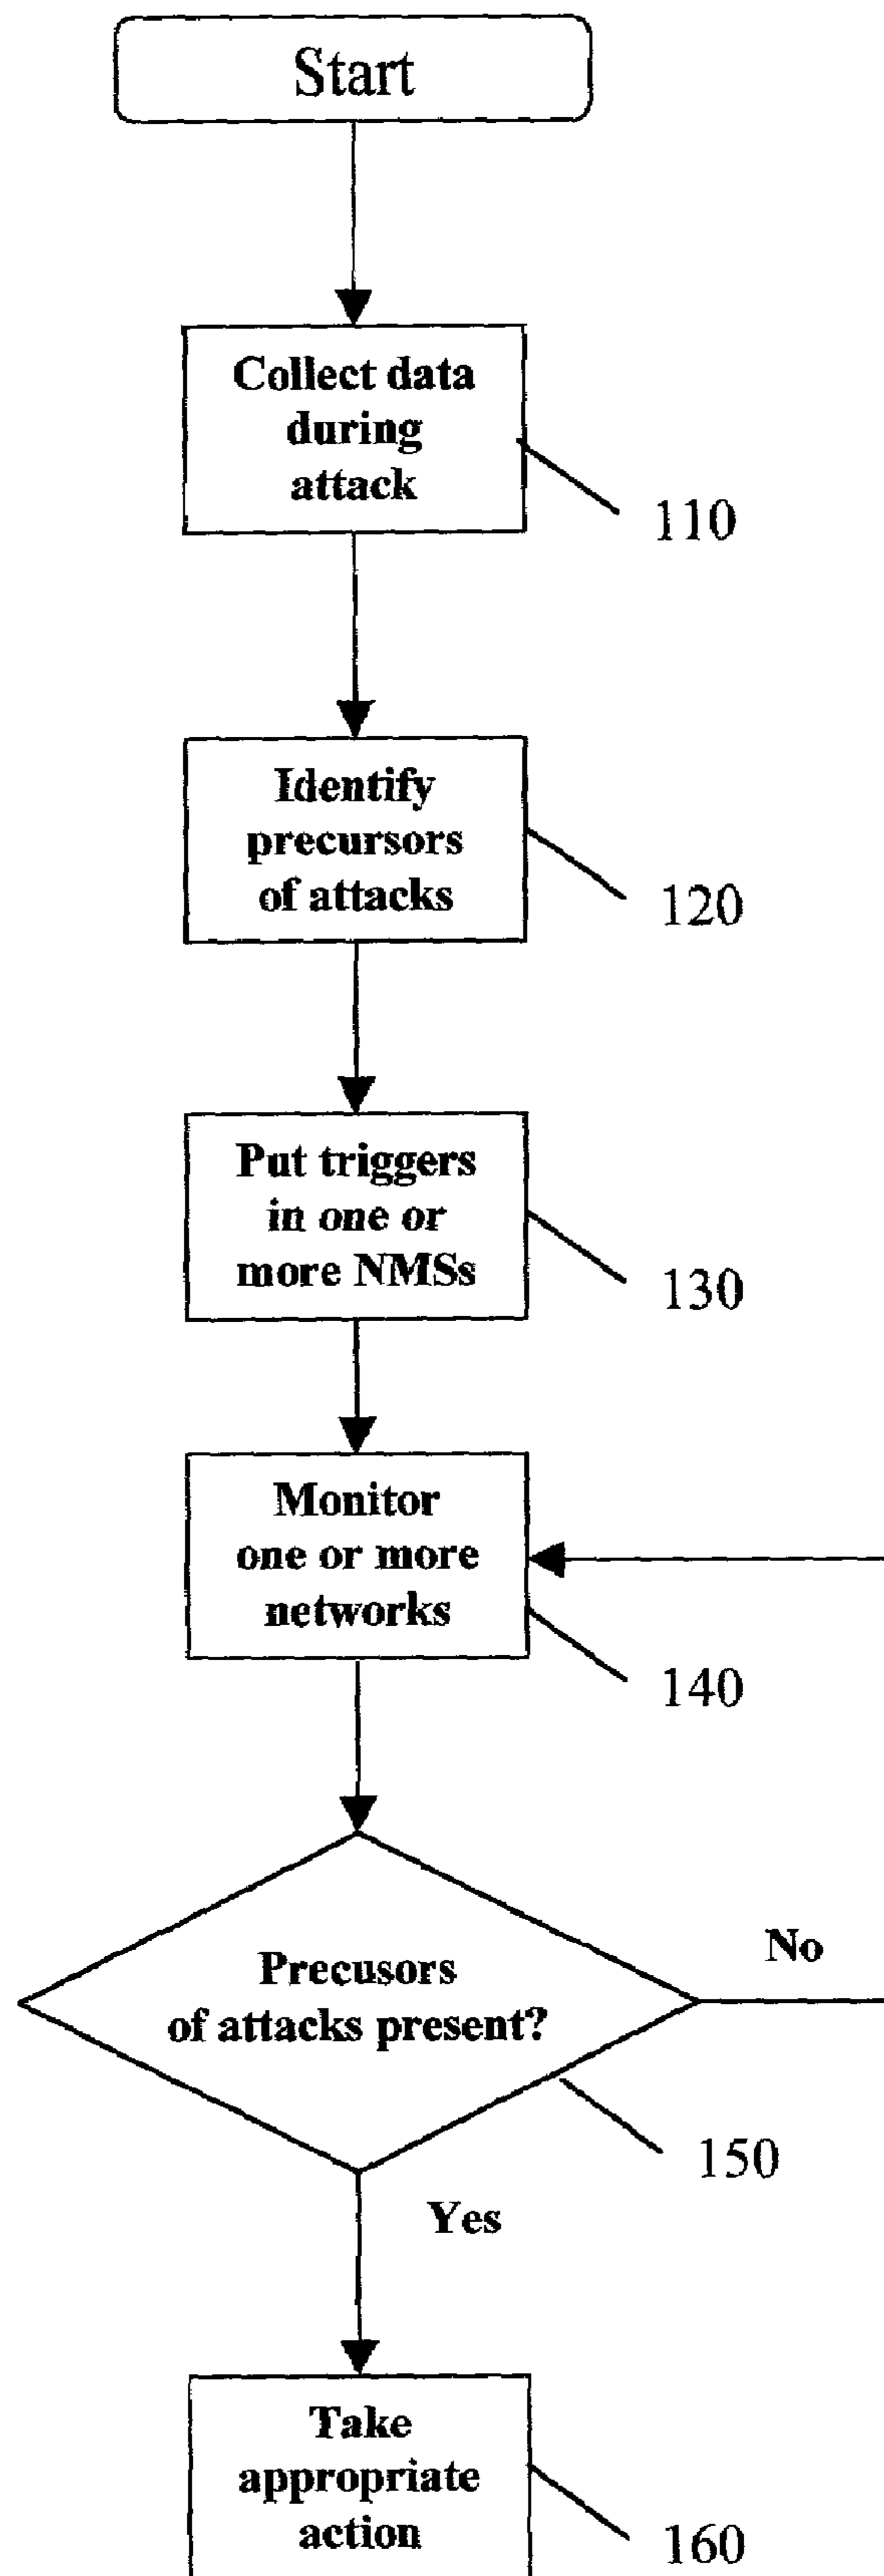 Start
Collect data
during
attack
110
Identify
precursors
of attacks
120
Put triggers
in one or
more NMSs
130
Monitor
one or more
networks
140
Precusors
of attacks present?
No
150
Yes
Take
appropriate
action
160